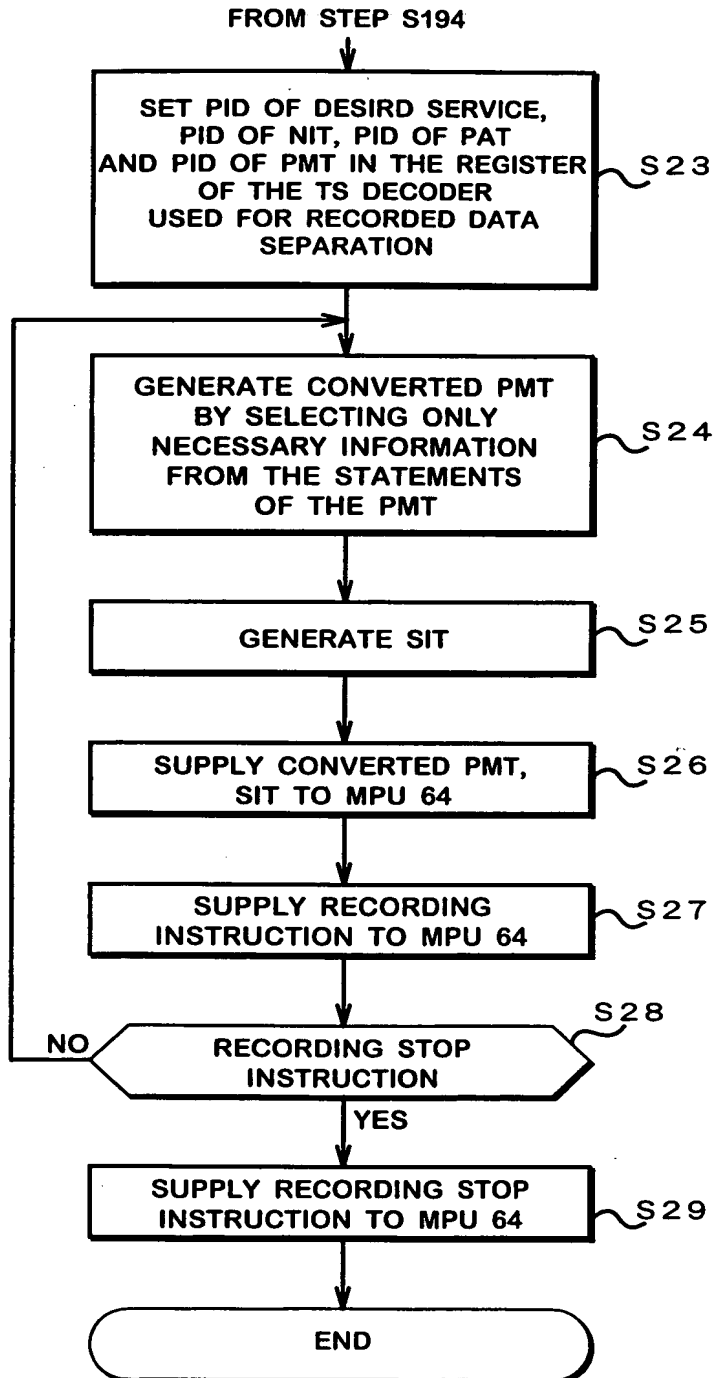 FROM STEP S194
SET PID OF DESIRD SERVICE,
PID OF NIT, PID OF PAT
AND PID OF PMT IN THE REGISTER
OF THE TS DECODER
USED FOR RECORDED DATA
SEPARATION
S23
GENERATE CONVERTED PMT
BY SELECTING ONLY
NECESSARY INFORMATION
FROM THE STATEMENTS
OF THE PMT
S24
GENERATE SIT
S25
SUPPLY CONVERTED PMT,
SIT TO MPU 64
S26
SUPPLY RECORDING
INSTRUCTION TO MPU 64
S27
RECORDING STOP
INSTRUCTION
S28
NO
YES
SUPPLY RECORDING STOP
INSTRUCTION TO MPU 64
S29
END